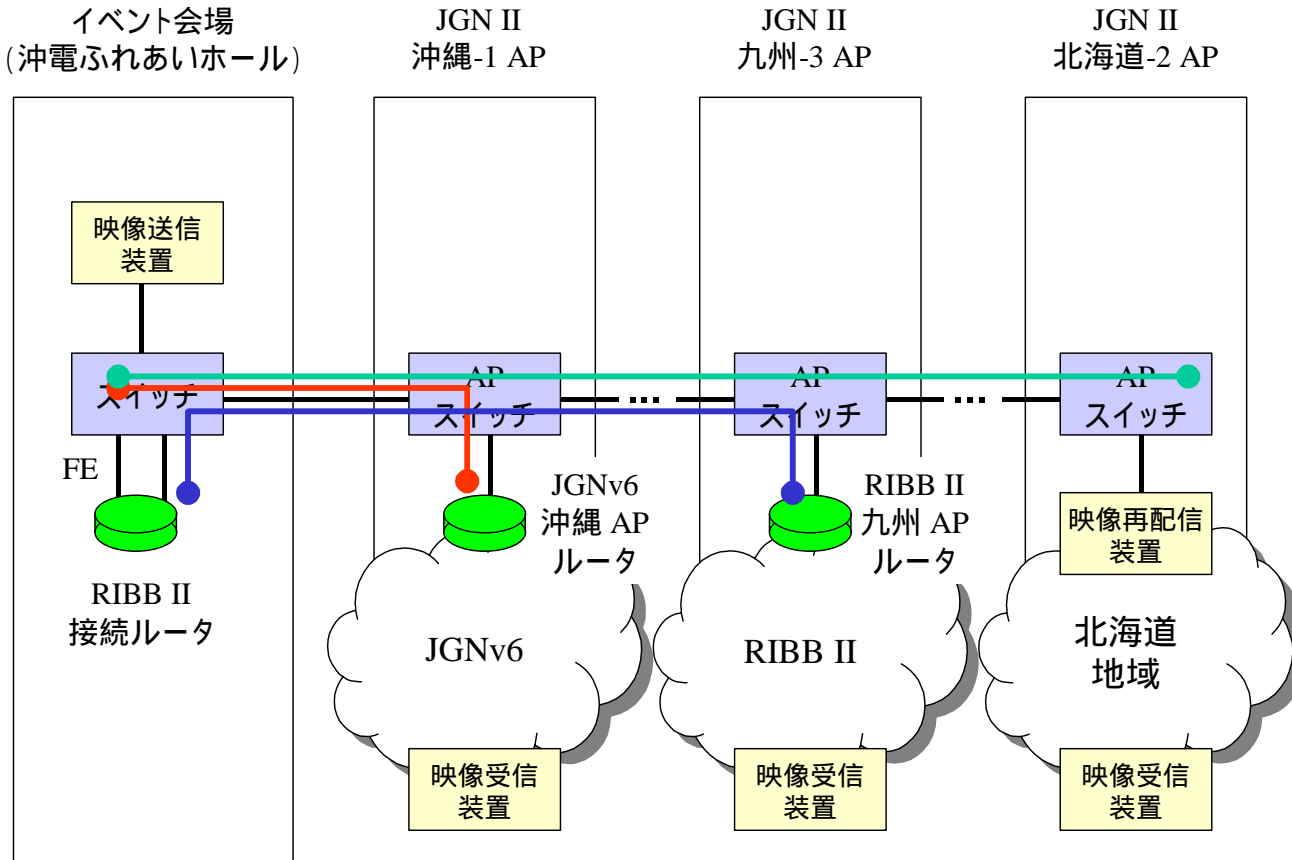 イベント会場
(沖電ふれあいホール)
JGN II
沖縄-1 AP
JGN II
九州-3 AP
JGN II
北海道-2 AP
映像送信
装置
スイッチ
AP
スイッチ
AP
スイッチ
AP
スイッチ
FE
RIBB II
接続ルータ
JGNv6
沖縄 AP
ルータ
RIBB II
九州 AP
ルータ
映像再配信
装置
JGNv6
RIBB II
北海道
地域
映像受信
装置
映像受信
装置
映像受信
装置